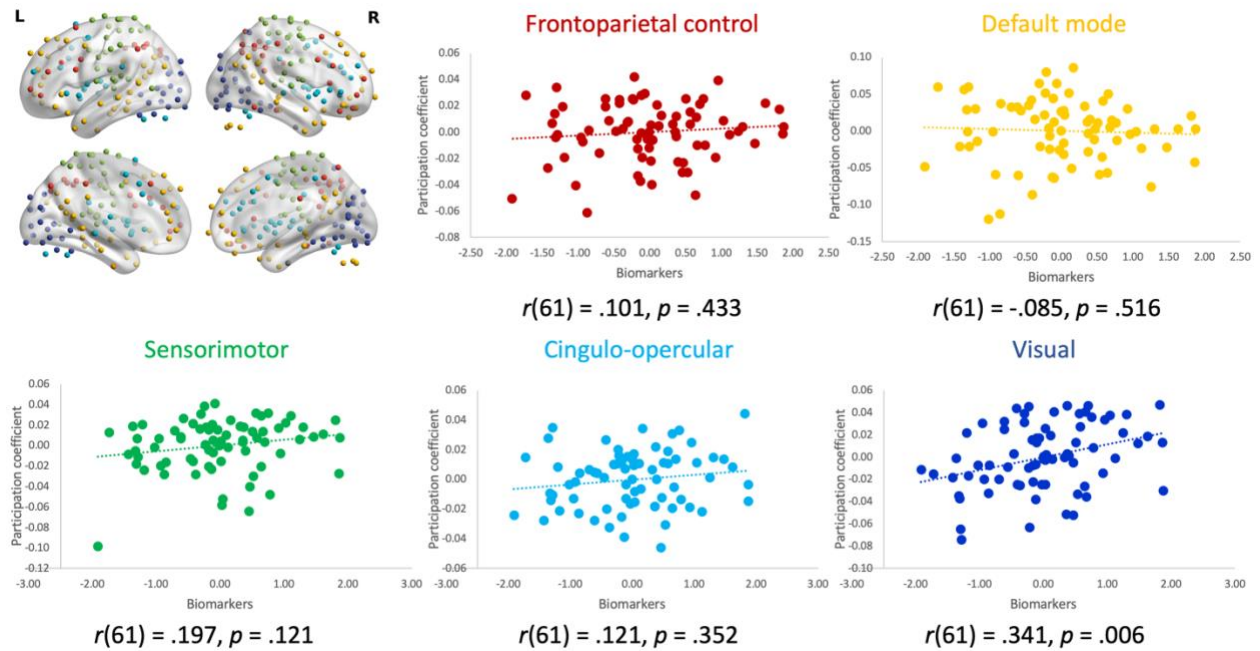 L
R
Frontoparietal control
0.06
0.04
0.02
0.00
-0.02
-0.04
-0.06
-0.08
Participation coefficient
-2.50 -1.50 -0.50 0.50 1.50 2.50
Biomarkers
r(61) = .101, p = .433
Default mode
0.10
0.05
0.00
-0.05
-0.10
-0.15
Participation coefficient
-2.50 -2.00 -1.50 -1.00 -0.50 0.00 0.50 1.00 1.50 2.00 2.50
Biomarkers
r(61) = -.085, p = .516
Sensorimotor
0.06
0.04
0.02
0.00
-0.02
-0.04
-0.06
-0.08
-0.10
-0.12
Participation coefficient
-3.00 -2.00 -1.00 0.00 1.00 2.00 3.00
Biomarkers
r(61) = .197, p = .121
Cingulo-opercular
0.06
0.04
0.02
0.00
-0.02
-0.04
-0.06
Participation coefficient
-3.00 -2.00 -1.00 0.00 1.00 2.00 3.00
Biomarkers
r(61) = .121, p = .352
Visual
0.06
0.04
0.02
0.00
-0.02
-0.04
-0.06
-0.08
-0.10
Participation coefficient
-3.00 -2.00 -1.00 0.00 1.00 2.00 3.00
Biomarkers
r(61) = .341, p = .006